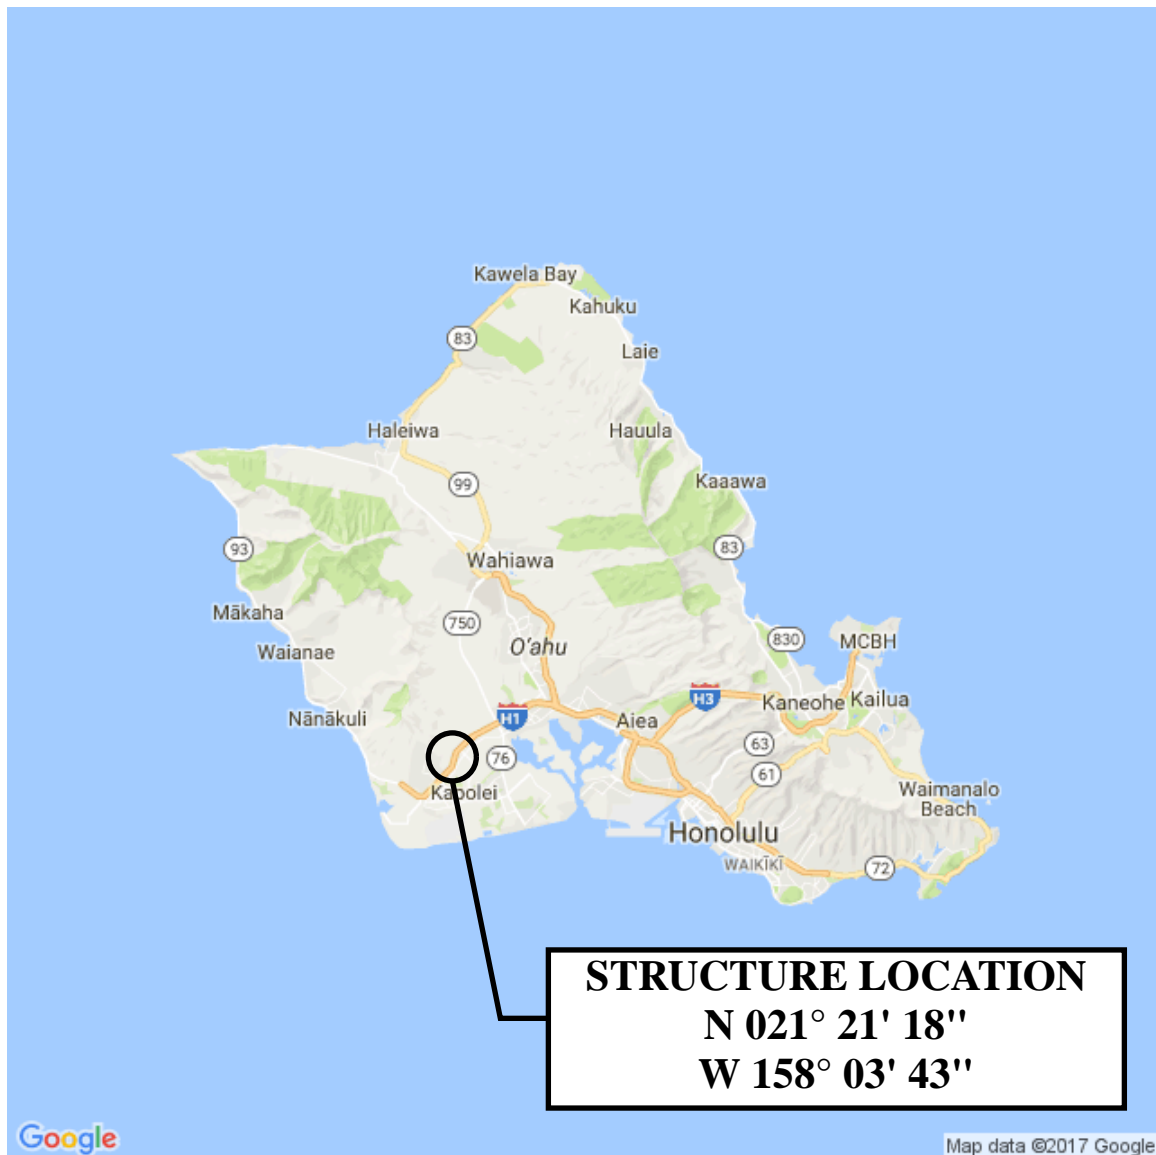 Kawela Bay
Kahuku
83
Laie
Haleiwa
Hauula
99
Kaaawa
93
83
Wahiawa
Mākaha
750
O‘ahu
830
MCBH
Waianae
H3
Kaneohe
Kailua
Nānākuli
H1
Aiea
63
76
61
Kapolei
Waimanalo
Beach
Honolulu
WAIKĪKĪ
72
STRUCTURE LOCATION
N 021° 21' 18"
W 158° 03' 43"
Google
Map data ©2017 Google